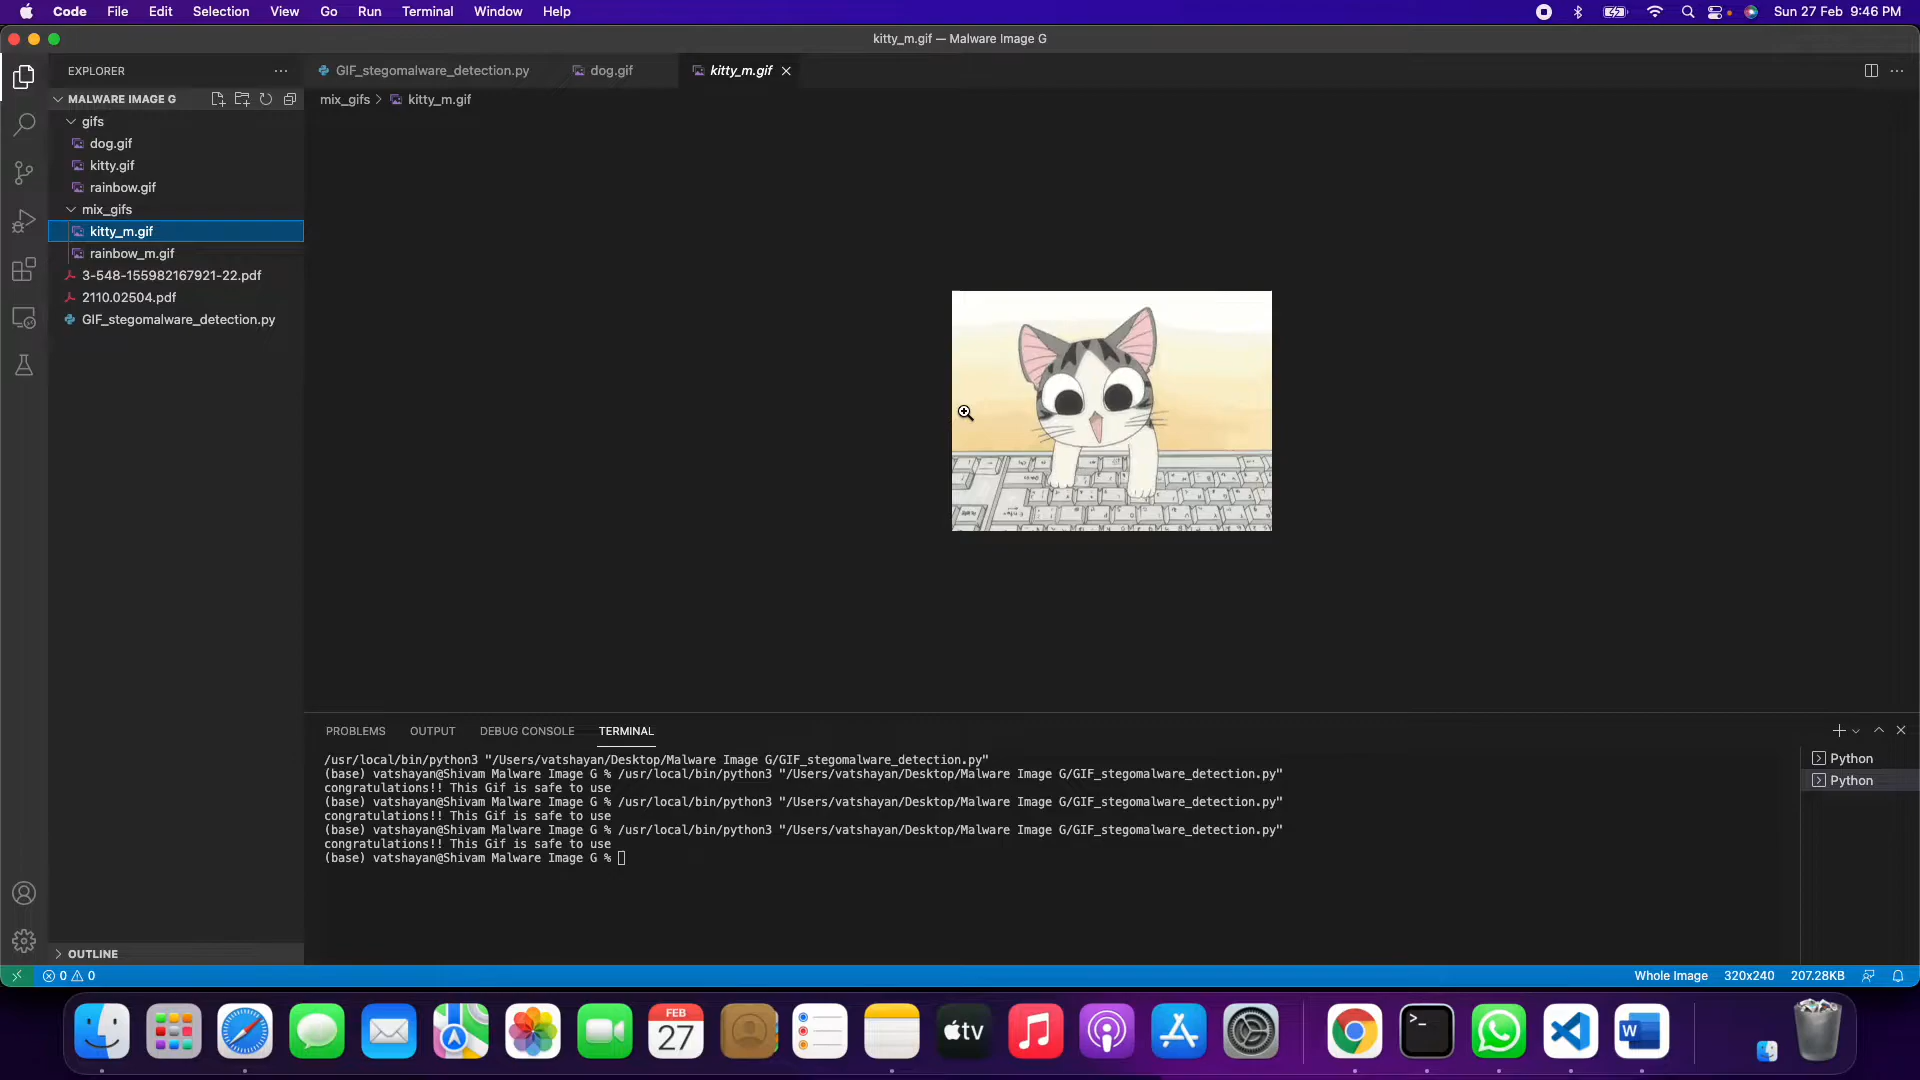 Code File Edit Selection View Go Run Terminal Window Help
Sun 27 Feb 9:46 PM
kitty_m.gif — Malware Image G
EXPLORER
GIF_stegomalware_detection.py
dog.gif
kitty_m.gif
MALWARE IMAGE G
mix_gifs > kitty_m.gif
gifs
dog.gif
kitty.gif
rainbow.gif
mix_gifs
kitty_m.gif
rainbow_m.gif
3-548-155982167921-22.pdf
2110.02504.pdf
GIF_stegomalware_detection.py
PROBLEMS OUTPUT DEBUG CONSOLE TERMINAL
/usr/local/bin/python3 "/Users/vatshayan/Desktop/Malware Image G/GIF_stegomalware_detection.py"
(base) vatshayan@Shivam Malware Image G % /usr/local/bin/python3 "/Users/vatshayan/Desktop/Malware Image G/GIF_stegomalware_detection.py"
congratulations!! This Gif is safe to use
(base) vatshayan@Shivam Malware Image G % /usr/local/bin/python3 "/Users/vatshayan/Desktop/Malware Image G/GIF_stegomalware_detection.py"
congratulations!! This Gif is safe to use
(base) vatshayan@Shivam Malware Image G % /usr/local/bin/python3 "/Users/vatshayan/Desktop/Malware Image G/GIF_stegomalware_detection.py"
congratulations!! This Gif is safe to use
(base) vatshayan@Shivam Malware Image G %
Python
Python
OUTLINE
0 0
Whole Image 320x240 207.28KB
FEB
27
tv
W